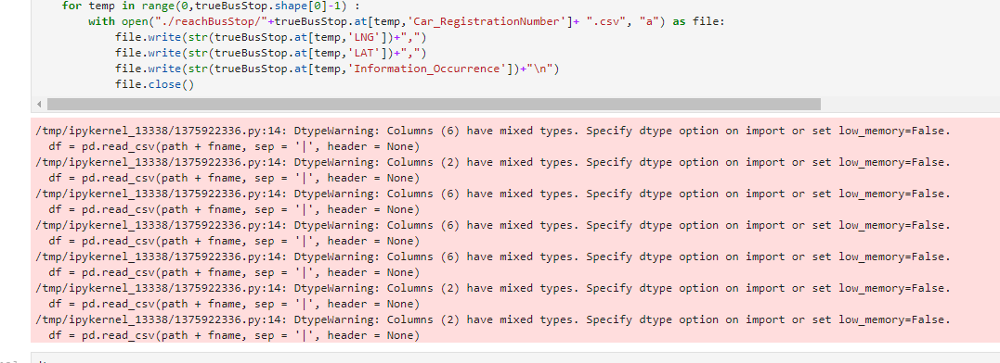 for temp in range(0,trueBusStop.shape[0]-1) :
with open("./reachBusStop/"+trueBusStop.at[temp,'Car_RegistrationNumber']+ ".csv", "a") as file:
file.write(str(trueBusStop.at[temp,'LNG'])+",")
file.write(str(trueBusStop.at[temp,'LAT'])+",")
file.write(str(trueBusStop.at[temp,'Information_Occurrence'])+"\n")
file.close()
/tmp/ipykernel_13338/1375922336.py:14: DtypeWarning: Columns (6) have mixed types. Specify dtype option on import or set low_memory=False.
df = pd.read_csv(path + fname, sep = '|', header = None)
/tmp/ipykernel_13338/1375922336.py:14: DtypeWarning: Columns (2) have mixed types. Specify dtype option on import or set low_memory=False.
df = pd.read_csv(path + fname, sep = '|', header = None)
/tmp/ipykernel_13338/1375922336.py:14: DtypeWarning: Columns (6) have mixed types. Specify dtype option on import or set low_memory=False.
df = pd.read_csv(path + fname, sep = '|', header = None)
/tmp/ipykernel_13338/1375922336.py:14: DtypeWarning: Columns (6) have mixed types. Specify dtype option on import or set low_memory=False.
df = pd.read_csv(path + fname, sep = '|', header = None)
/tmp/ipykernel_13338/1375922336.py:14: DtypeWarning: Columns (6) have mixed types. Specify dtype option on import or set low_memory=False.
df = pd.read_csv(path + fname, sep = '|', header = None)
/tmp/ipykernel_13338/1375922336.py:14: DtypeWarning: Columns (2) have mixed types. Specify dtype option on import or set low_memory=False.
df = pd.read_csv(path + fname, sep = '|', header = None)
/tmp/ipykernel_13338/1375922336.py:14: DtypeWarning: Columns (2) have mixed types. Specify dtype option on import or set low_memory=False.
df = pd.read_csv(path + fname, sep = '|', header = None)